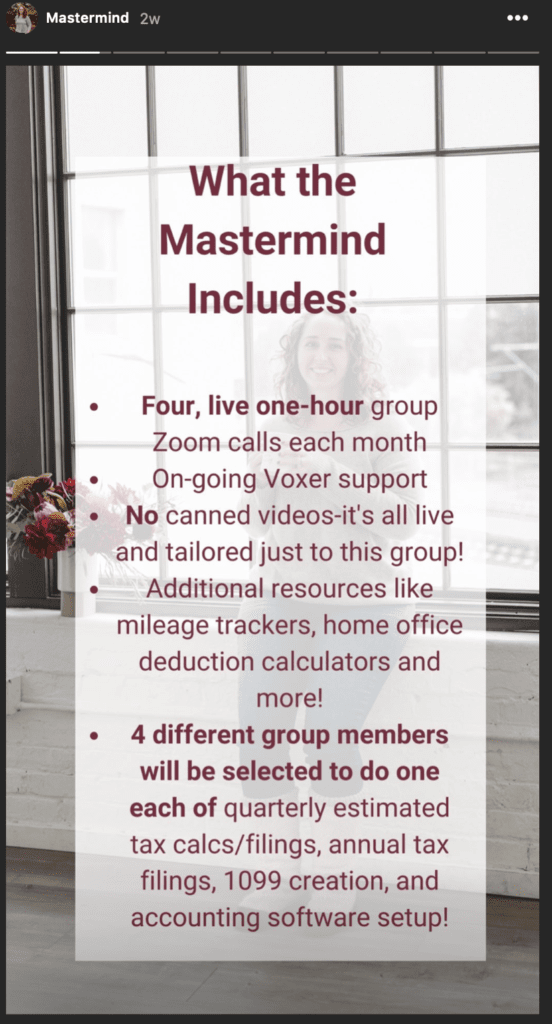 Mastermind 2w
What the
Mastermind
Includes:
• Four, live one-hour group
Zoom calls each month
• On-going Voxer support
• No canned videos-it's all live
and tailored just to this group!
• Additional resources like
mileage trackers, home office
deduction calculators and
more!
• 4 different group members
will be selected to do one
each of quarterly estimated
tax calcs/filings, annual tax
filings, 1099 creation, and
accounting software setup!